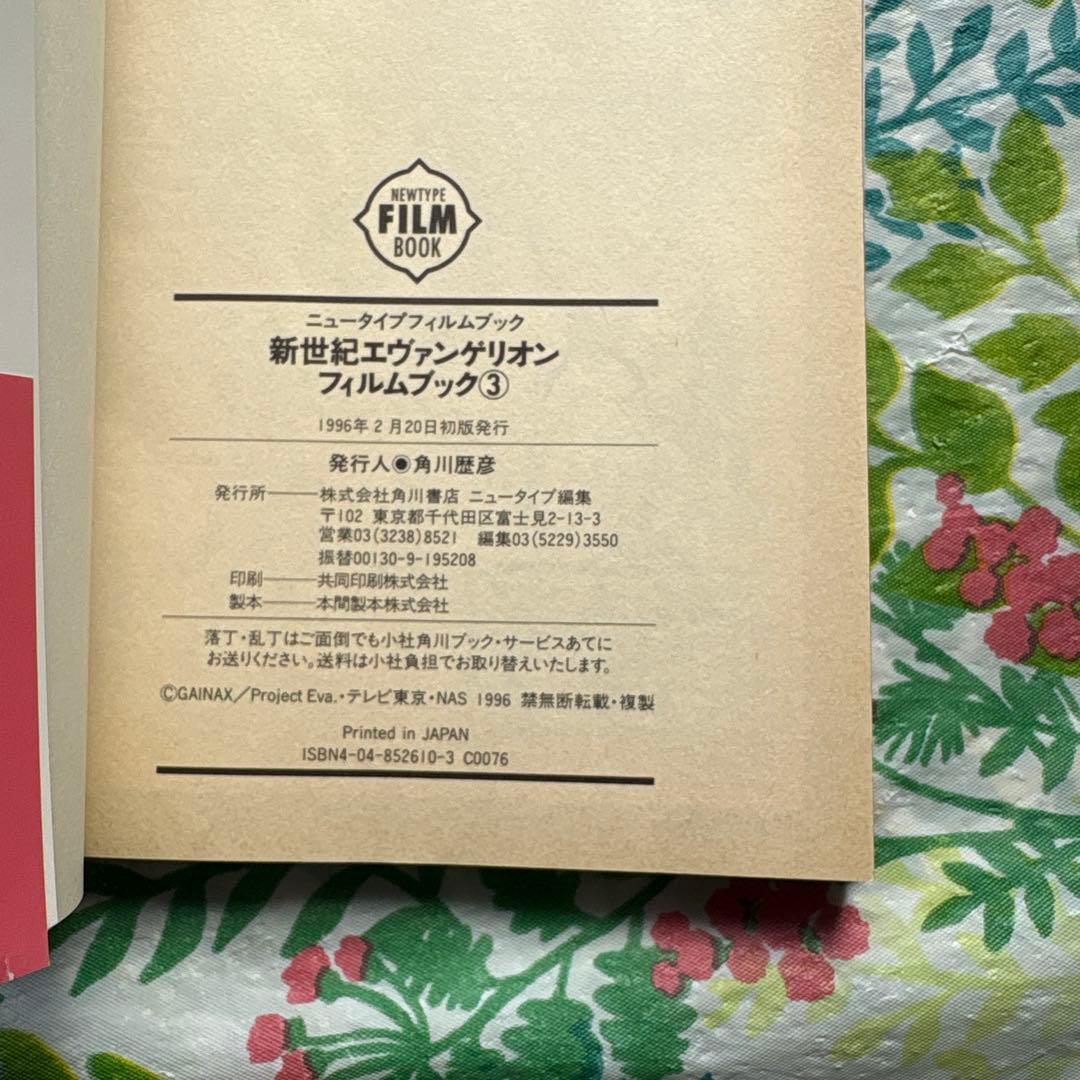 NEWTYPE
FILM
BOOK
ニュータイプフィルムブック
新世紀エヴァンゲリオン
フィルムブック③
1996年2月20日初版発行
発行人●角川歴彦
発行所――株式会社角川書店 ニュータイプ編集
〒102 東京都千代田区富士見2-13-3
営業03(3238)8521 編集03(5229)3550
振替00130-9-195208
印刷――共同印刷株式会社
製本――本間製本株式会社
落丁・乱丁はご面倒でも小社角川ブック・サービスあてに
お送りください。送料は小社負担でお取り替えいたします。
©GAINAX／Project Eva.・テレビ東京・NAS 1996 禁無断転載・複製
Printed in JAPAN
ISBN4-04-852610-3 C0076